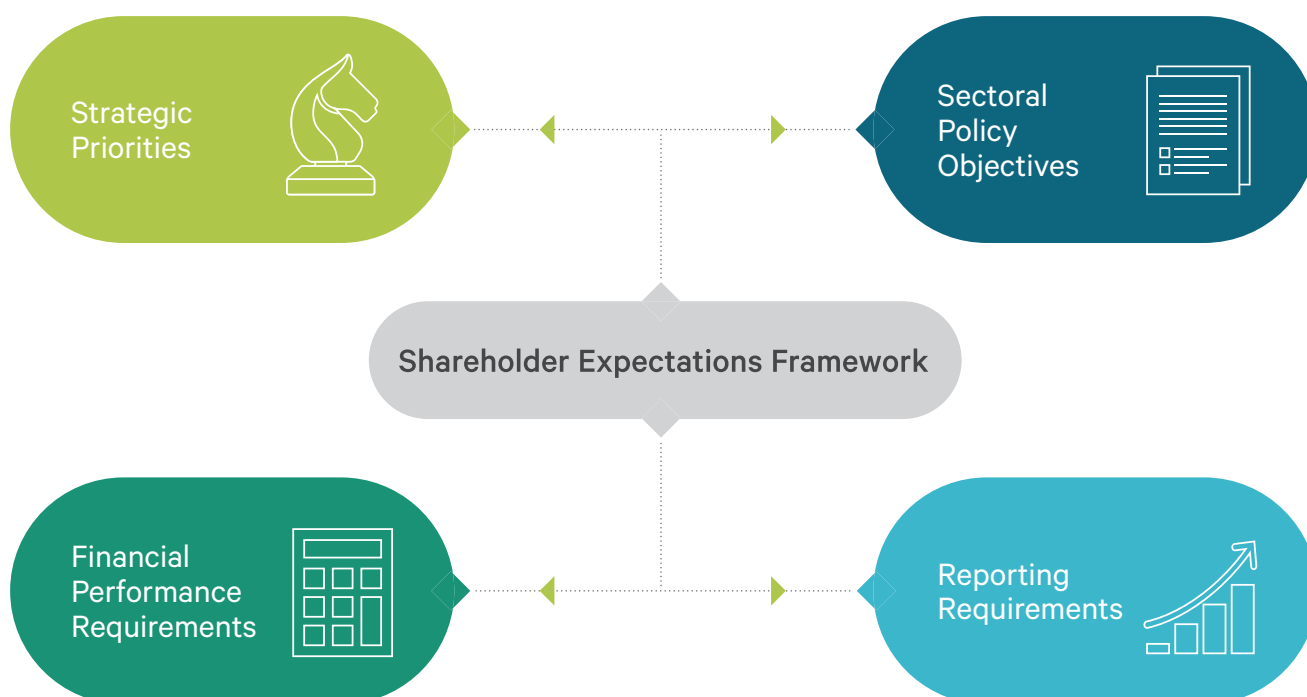 Strategic
Priorities
Sectoral
Policy
Objectives
Shareholder Expectations Framework
Financial
Performance
Requirements
Reporting
Requirements